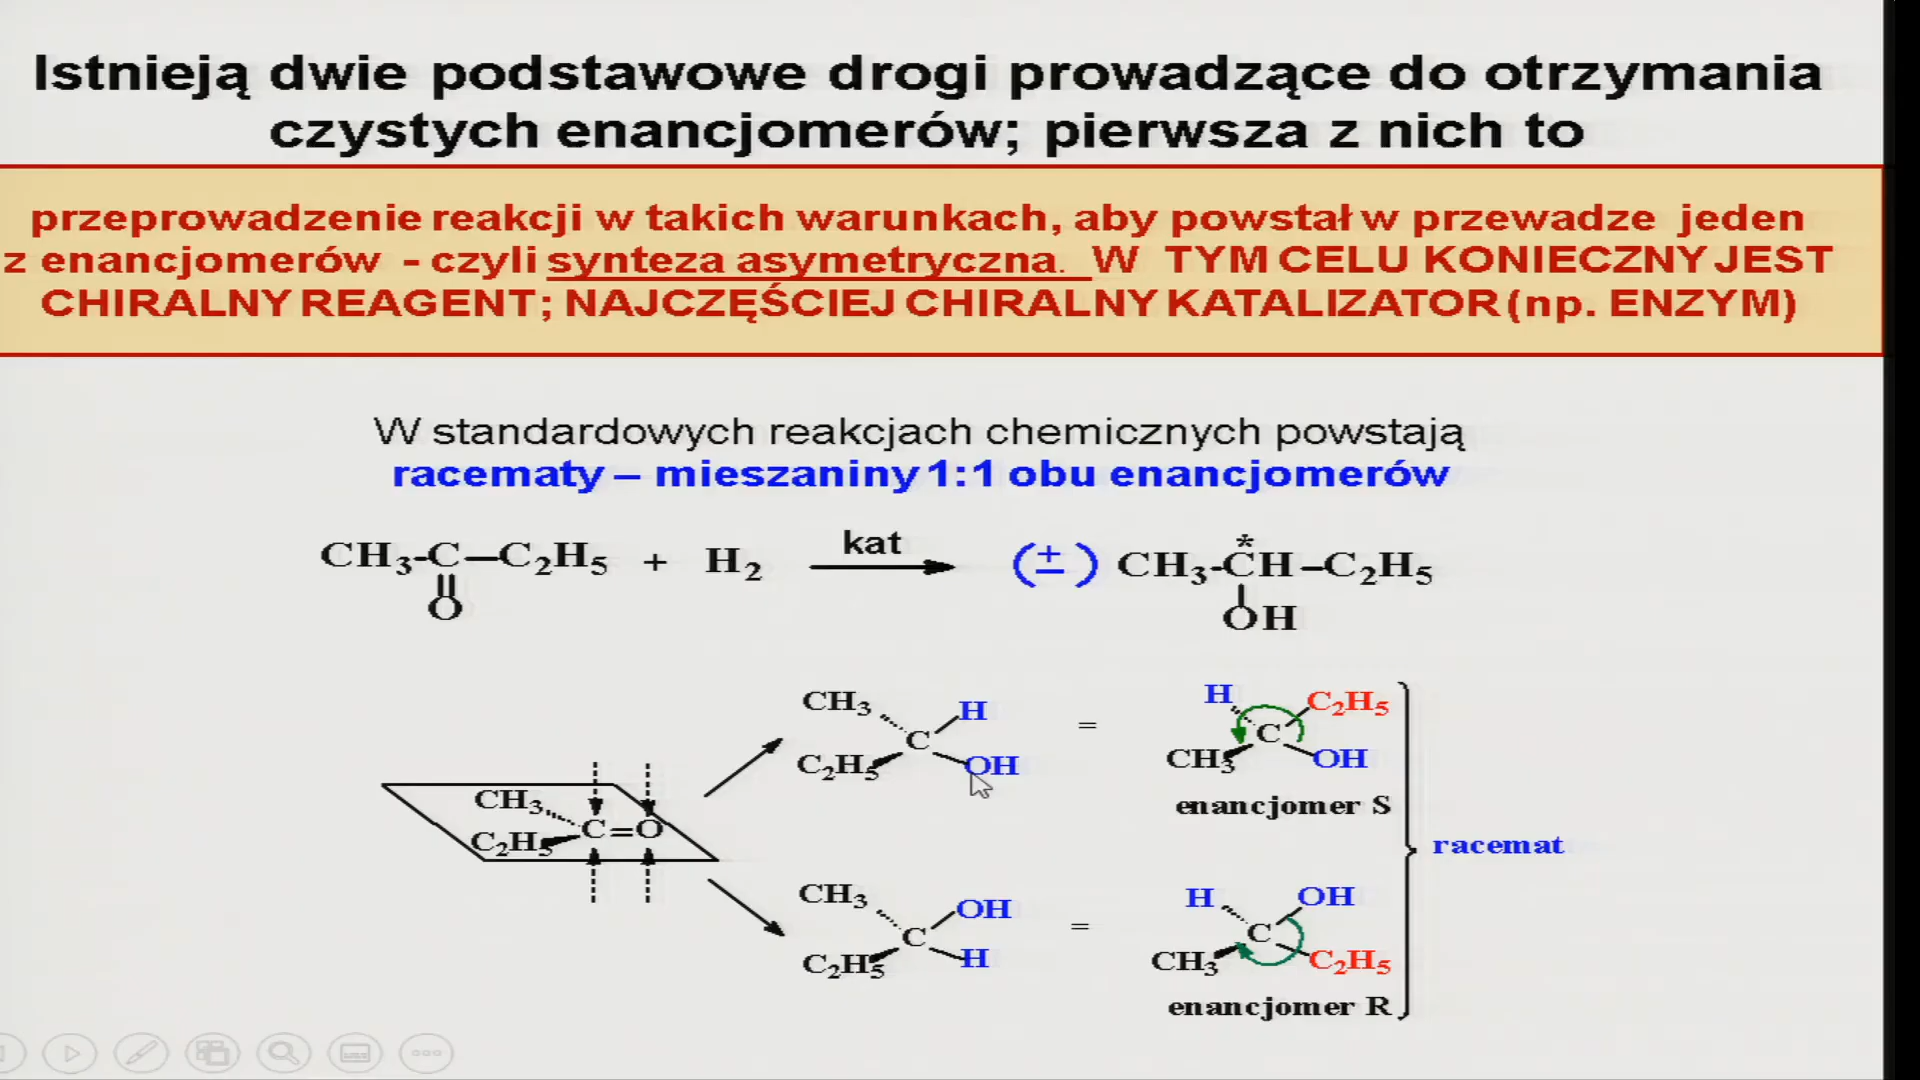 Istnieją dwie podstawowe drogi prowadzące do otrzymania
czystych enancjomerów; pierwsza z nich to
przeprowadzenie reakcji w takich warunkach, aby powstał w przewadze jeden
z enancjomerów - czyli synteza asymetryczna. W TYM CELU KONIECZNY JEST
CHIRALNY REAGENT; NAJCZĘŚCIEJ CHIRALNY KATALIZATOR (np. ENZYM)
W standardowych reakcjach chemicznych powstają
racematy – mieszaniny 1:1 obu enancjomerów
CH3-C–C2H5 + H2 kat (±) CH3-*CH–C2H5
O OH
CH3 H = H C2H5
C C
C2H5 OH CH3 OH
enancjomer S
CH3
C=O
C2H5
racemat
CH3 OH = H OH
C C
C2H5 H CH3 C2H5
enancjomer R